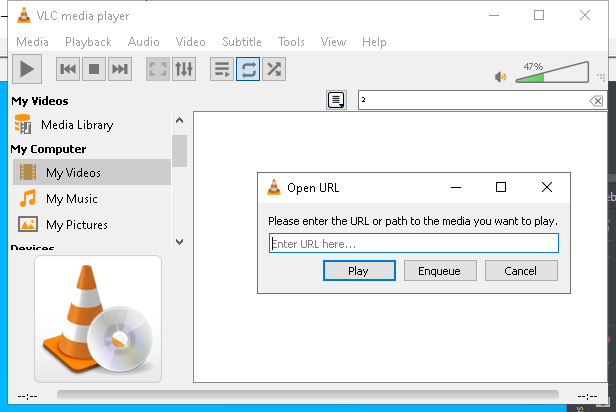 VLC media player
Media Playback Audio Video Subtitle Tools View Help
47%
My Videos
²
Media Library
My Computer
My Videos
My Music
My Pictures
Devices
Open URL
Please enter the URL or path to the media you want to play.
Enter URL here...
Play Enqueue Cancel
--:-- --:--